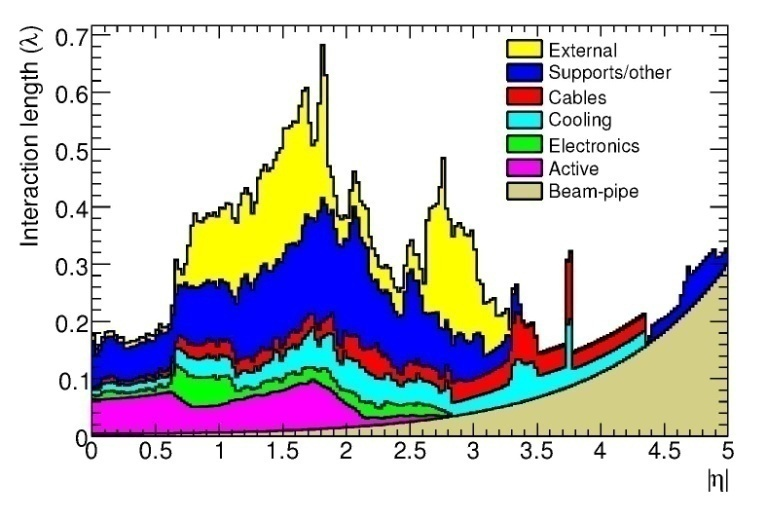 Interaction length (λ)
0.7
0.6
0.5
0.4
0.3
0.2
0.1
0
External
Supports/other
Cables
Cooling
Electronics
Active
Beam-pipe
0 0.5 1 1.5 2 2.5 3 3.5 4 4.5 5
|η|